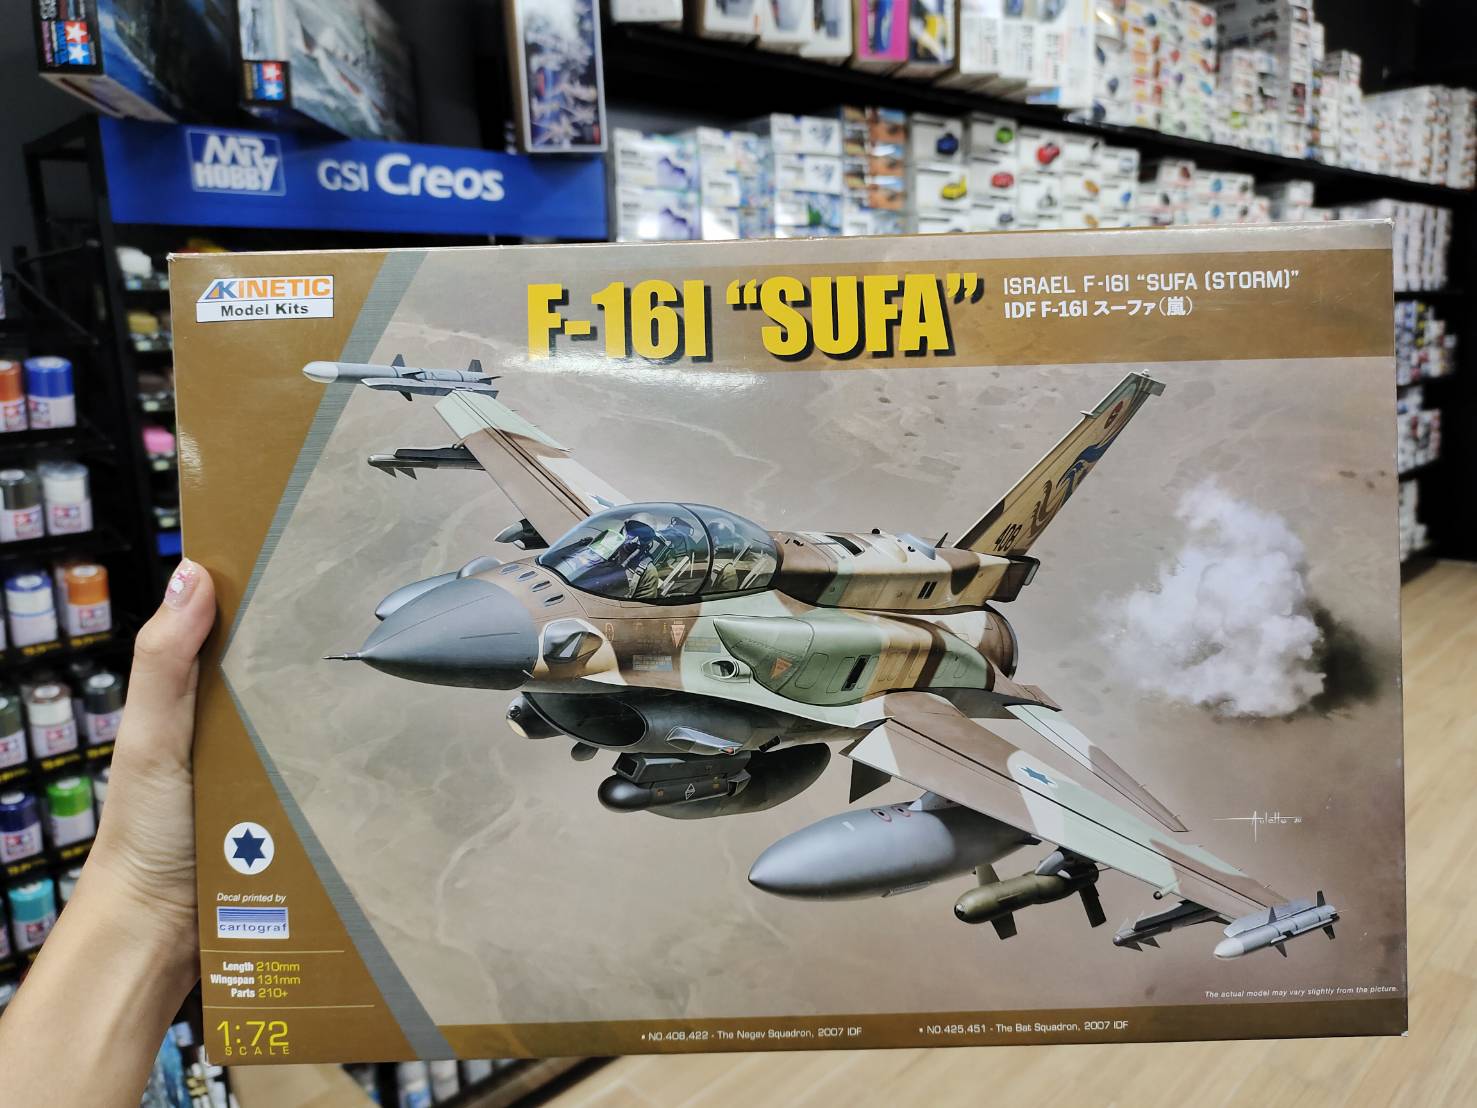 MR HOBBY
GSI Creos
KINETIC
Model Kits
F-16I "SUFA"
ISRAEL F-16I "SUFA (STORM)"
IDF F-16I スーファ(嵐)
408
Decal printed by
cartograf
Length 210mm
Wingspan 131mm
Parts 210+
1:72
SCALE
Auletta
The actual model may vary slightly from the picture.
• NO.408,422 - The Negev Squadron, 2007 IDF
• NO.425,451 - The Bat Squadron, 2007 IDF